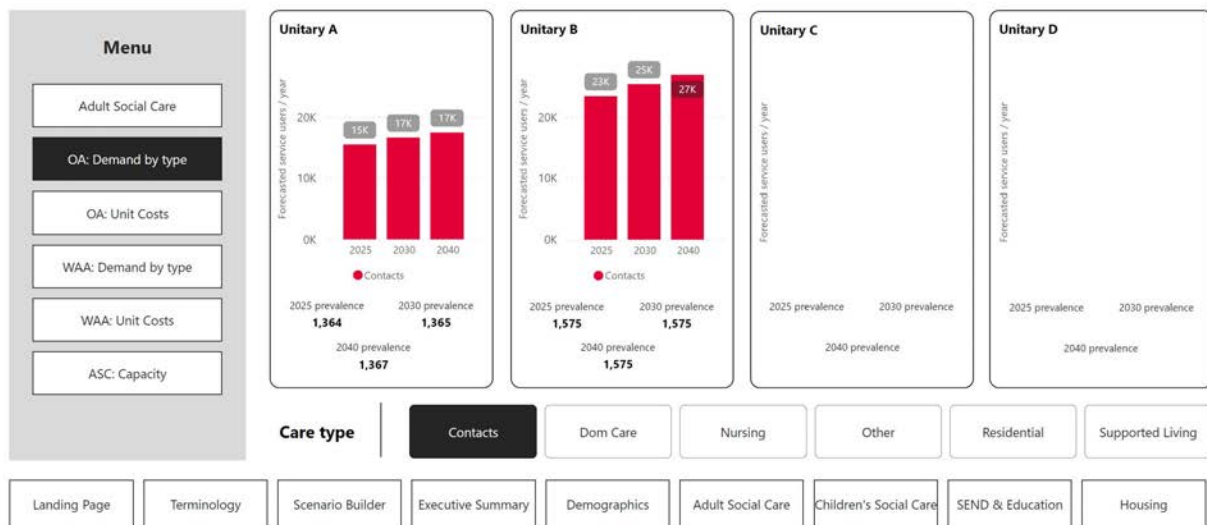 Menu
Adult Social Care
OA: Demand by type
OA: Unit Costs
WAA: Demand by type
WAA: Unit Costs
ASC: Capacity
Unitary A
Forecasted service users / year
20K
10K
0K
15K
17K
17K
2025 2030 2040
Contacts
2025 prevalence 2030 prevalence
1,364 1,365
2040 prevalence
1,367
Unitary B
Forecasted service users / year
20K
10K
0K
23K
25K
27K
2025 2030 2040
Contacts
2025 prevalence 2030 prevalence
1,575 1,575
2040 prevalence
1,575
Unitary C
Forecasted service users / year
2025 prevalence 2030 prevalence
2040 prevalence
Unitary D
Forecasted service users / year
2025 prevalence 2030 prevalence
2040 prevalence
Care type
Contacts
Dom Care
Nursing
Other
Residential
Supported Living
Landing Page
Terminology
Scenario Builder
Executive Summary
Demographics
Adult Social Care
Children's Social Care
SEND & Education
Housing